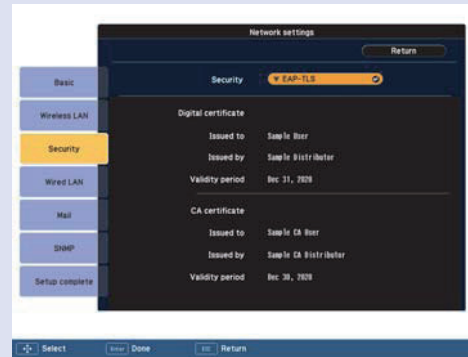 Network settings
Return
Basic
Wireless LAN
Security
Wired LAN
Mail
SNMP
Setup complete
Security ▼ EAP-TLS
Digital certificate
Issued to Sample User
Issued by Sample Distributor
Validity period Dec 31, 2020
CA certificate
Issued to Sample CA User
Issued by Sample CA Distributor
Validity period Dec 30, 2020
Select Enter Done Esc Return